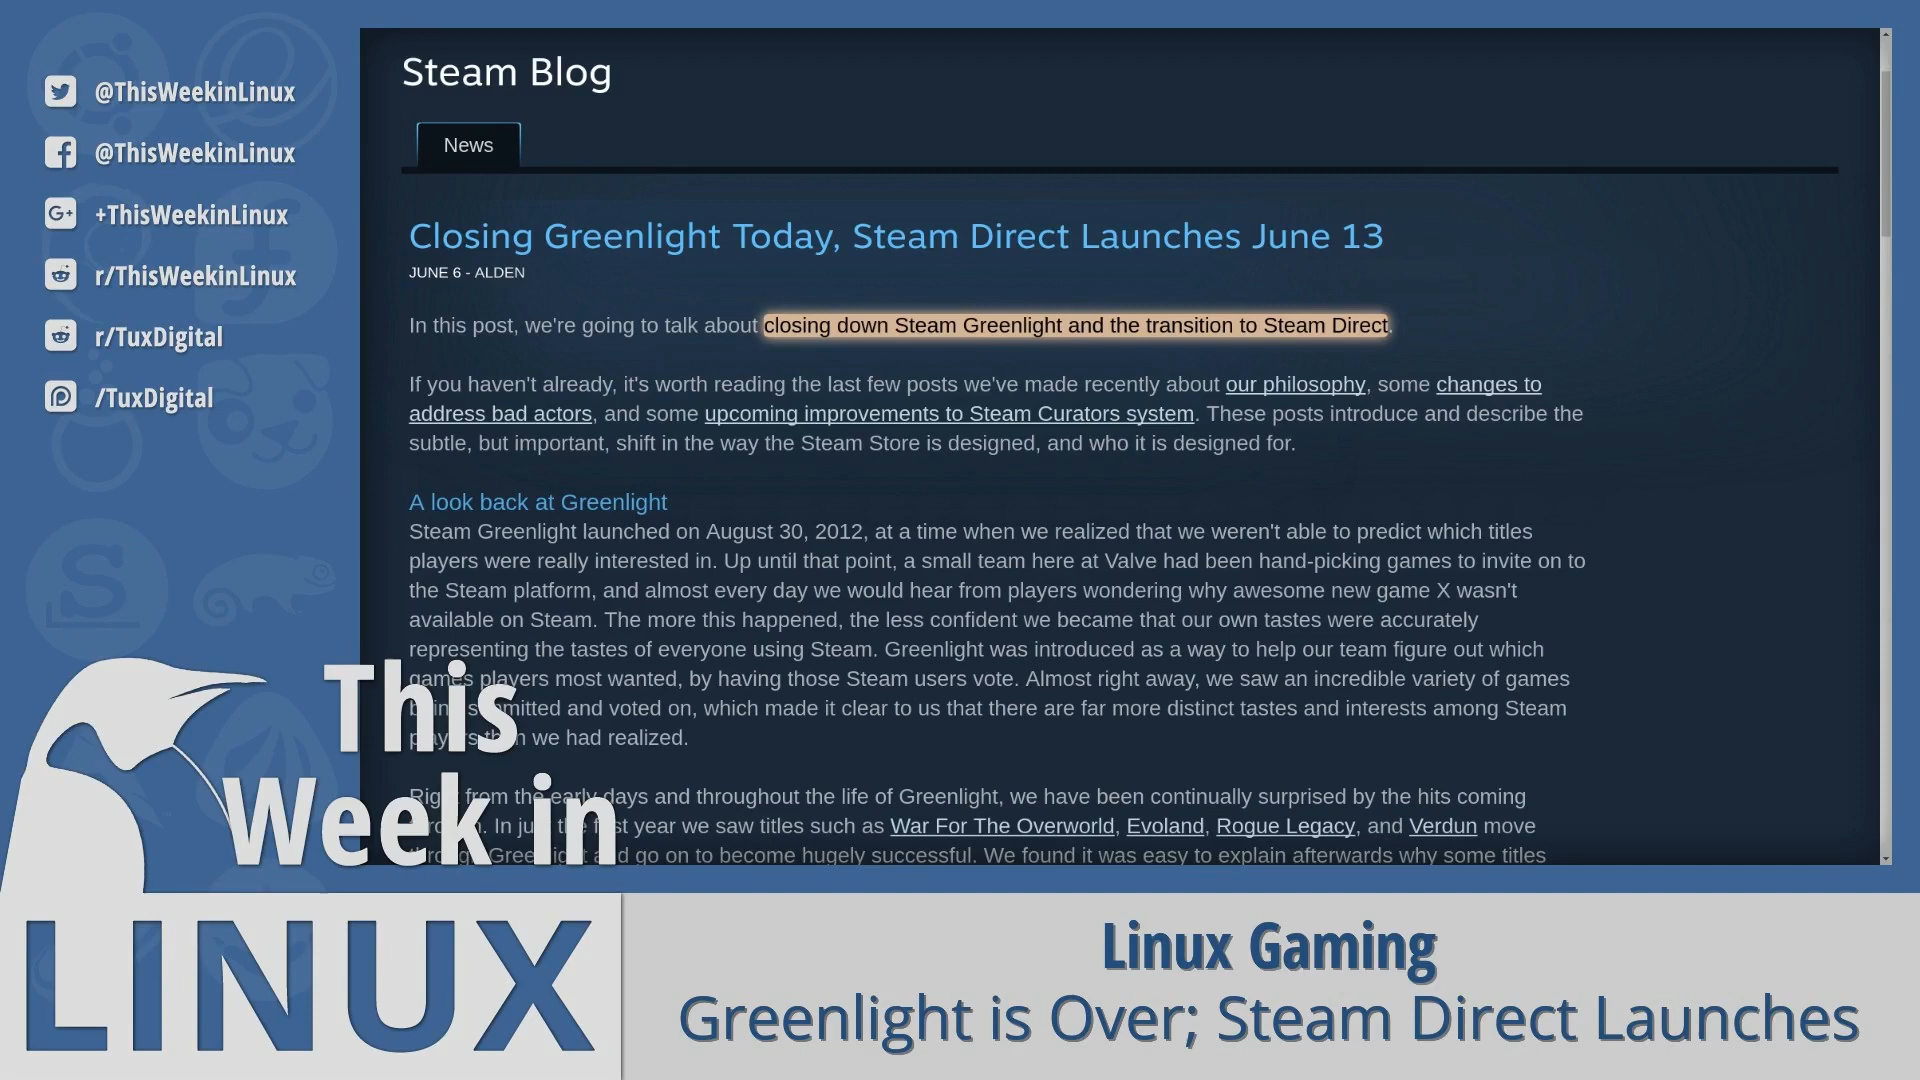 @ThisWeekinLinux
@ThisWeekinLinux
+ThisWeekinLinux
r/ThisWeekinLinux
r/TuxDigital
/TuxDigital
Steam Blog
News
Closing Greenlight Today, Steam Direct Launches June 13
JUNE 6 - ALDEN
In this post, we're going to talk about closing down Steam Greenlight and the transition to Steam Direct.
If you haven't already, it's worth reading the last few posts we've made recently about our philosophy, some changes to
address bad actors, and some upcoming improvements to Steam Curators system. These posts introduce and describe the
subtle, but important, shift in the way the Steam Store is designed, and who it is designed for.
A look back at Greenlight
Steam Greenlight launched on August 30, 2012, at a time when we realized that we weren't able to predict which titles
players were really interested in. Up until that point, a small team here at Valve had been hand-picking games to invite on to
the Steam platform, and almost every day we would hear from players wondering why awesome new game X wasn't
available on Steam. The more this happened, the less confident we became that our own tastes were accurately
representing the tastes of everyone using Steam. Greenlight was introduced as a way to help our team figure out which
games players most wanted, by having those Steam users vote. Almost right away, we saw an incredible variety of games
being submitted and voted on, which made it clear to us that there are far more distinct tastes and interests among Steam
players than we had realized.
Right from the early days and throughout the life of Greenlight, we have been continually surprised by the hits coming
through. In just the first year we saw titles such as War For The Overworld, Evoland, Rogue Legacy, and Verdun move
through Greenlight and go on to become hugely successful. We found it was easy to explain afterwards why some titles
This
Week in
LINUX
Linux Gaming
Greenlight is Over; Steam Direct Launches